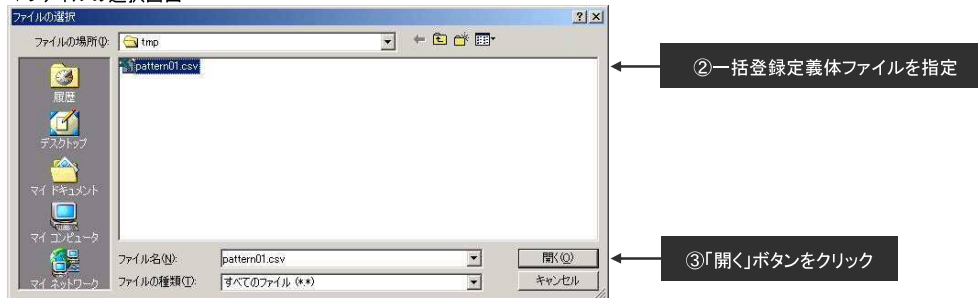 ファイルの選択
ファイルの場所(I):
tmp
pattern01.csv
②一括登録定義体ファイルを指定
履歴
デスクトップ
マイ ドキュメント
マイ コンピュータ
マイ ネットワーク
ファイル名(N):
pattern01.csv
開く(O)
③「開く」ボタンをクリック
ファイルの種類(T):
すべてのファイル (*.*)
キャンセル